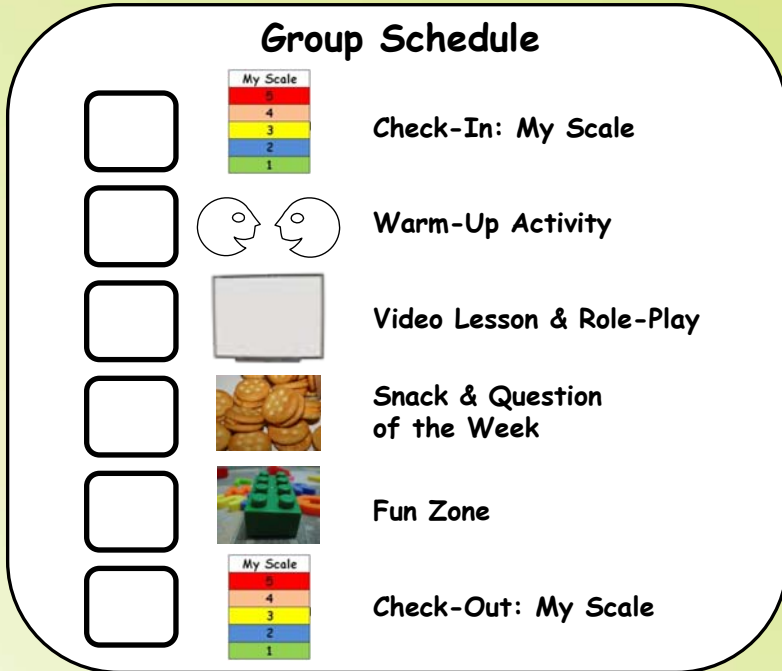 Group Schedule
My Scale
5
4
3
2
1
Check-In: My Scale
Warm-Up Activity
Video Lesson & Role-Play
Snack & Question
of the Week
Fun Zone
My Scale
5
4
3
2
1
Check-Out: My Scale